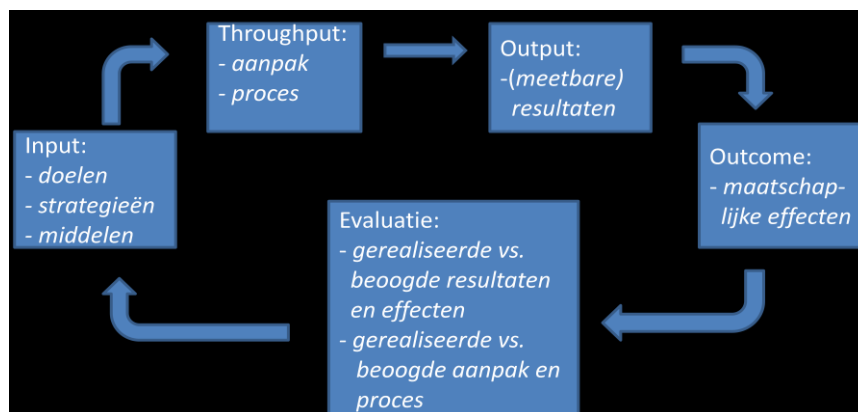 Throughput:
- aanpak
- proces
Output:
-(meetbare)
resultaten
Input:
- doelen
- strategieën
- middelen
Outcome:
- maatschap-
lijke effecten
Evaluatie:
- gerealiseerde vs.
beoogde resultaten
en effecten
- gerealiseerde vs.
beoogde aanpak en
proces